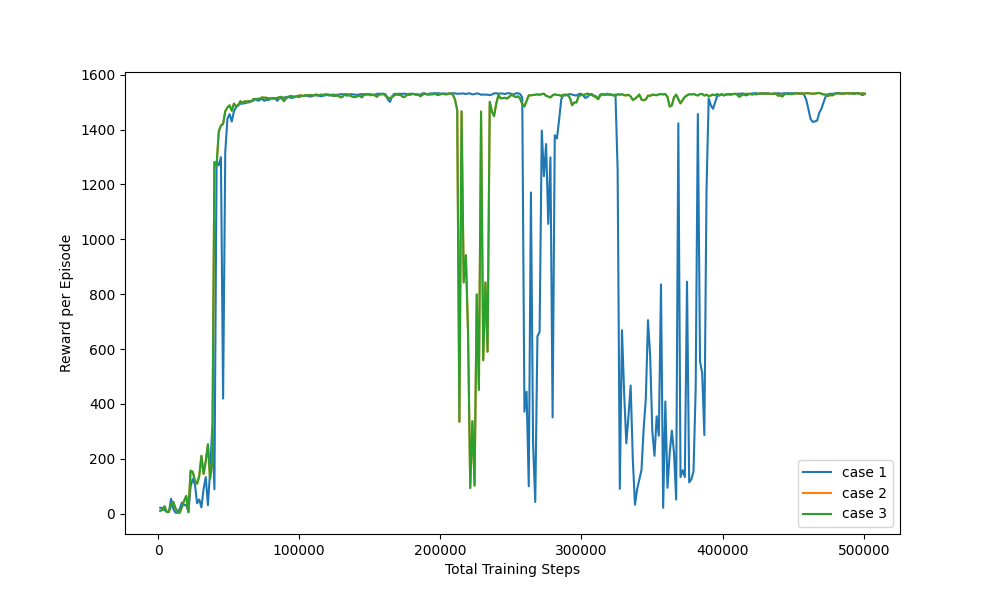 1600
1400
1200
1000
800
600
400
200
0
Reward per Episode
0 100000 200000 300000 400000 500000
Total Training Steps
case 1
case 2
case 3